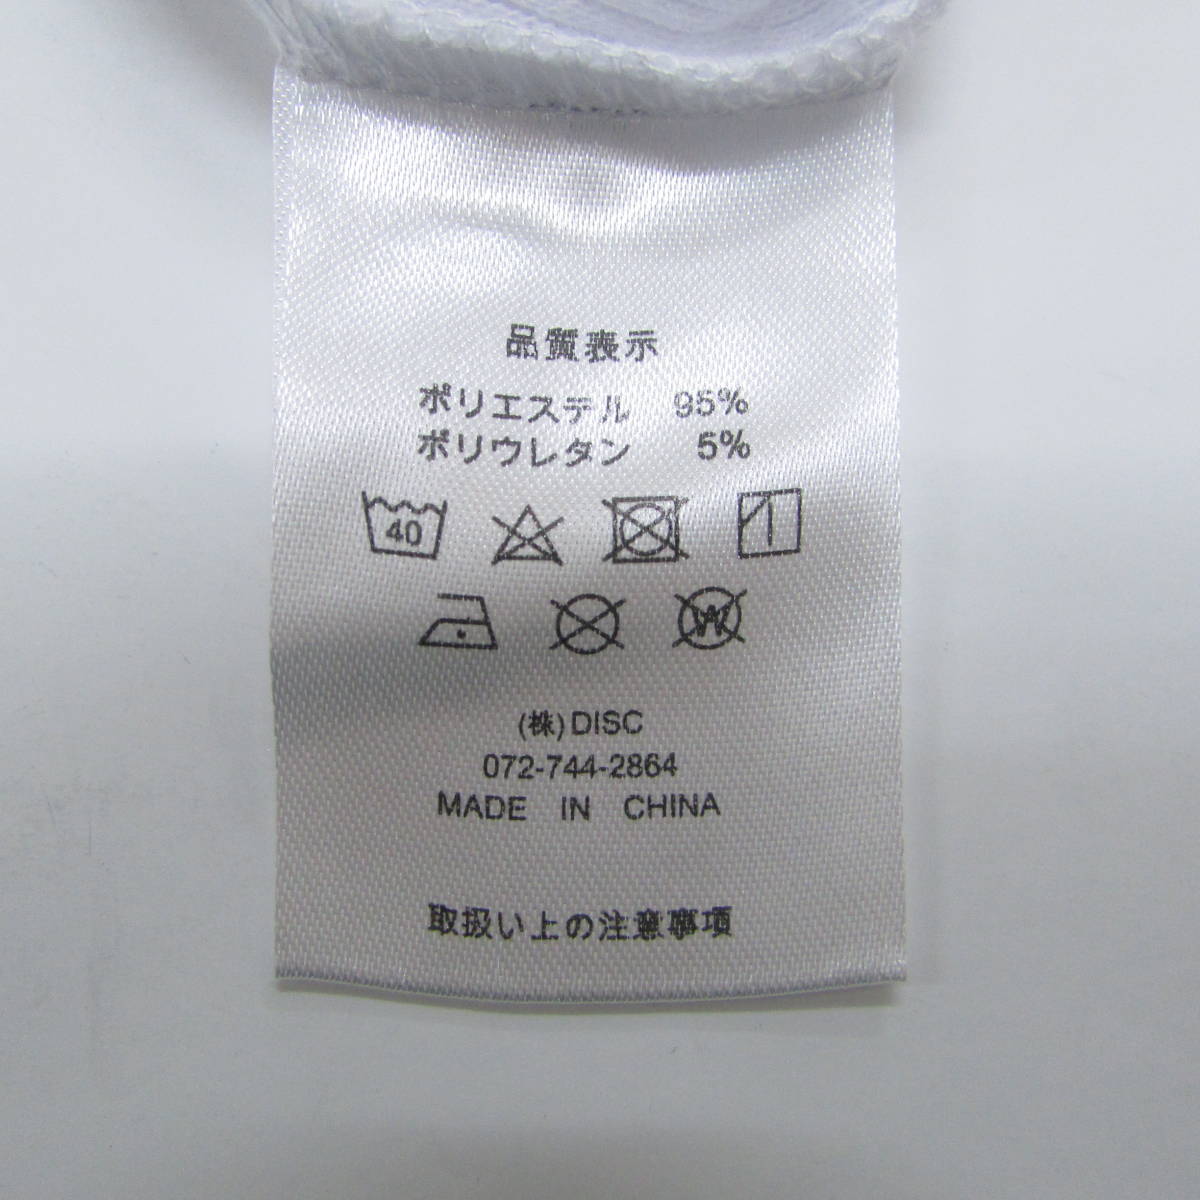 品質表示
ポリエステル 95%
ポリウレタン 5%
40
W
(株)DISC
072-744-2864
MADE IN CHINA
取扱い上の注意事項